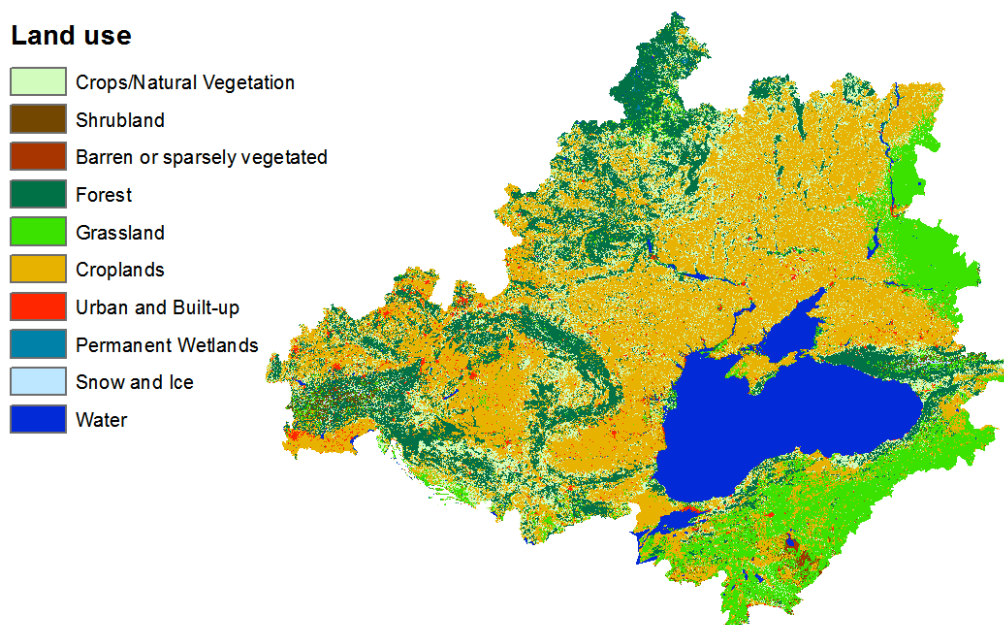 Land use
Crops/Natural Vegetation
Shrubland
Barren or sparsely vegetated
Forest
Grassland
Croplands
Urban and Built-up
Permanent Wetlands
Snow and Ice
Water